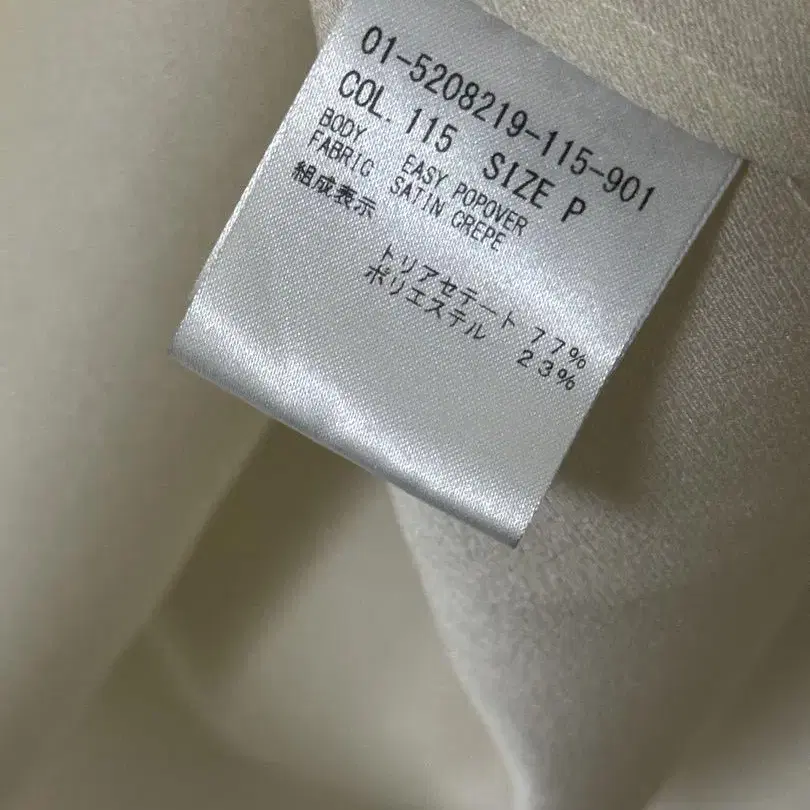 01-5208219-115-901
COL. 115 SIZE P
BODY EASY POPOVER
FABRIC SATIN CREPE
組成表示
トリアセテート 77%
ポリエステル 23%